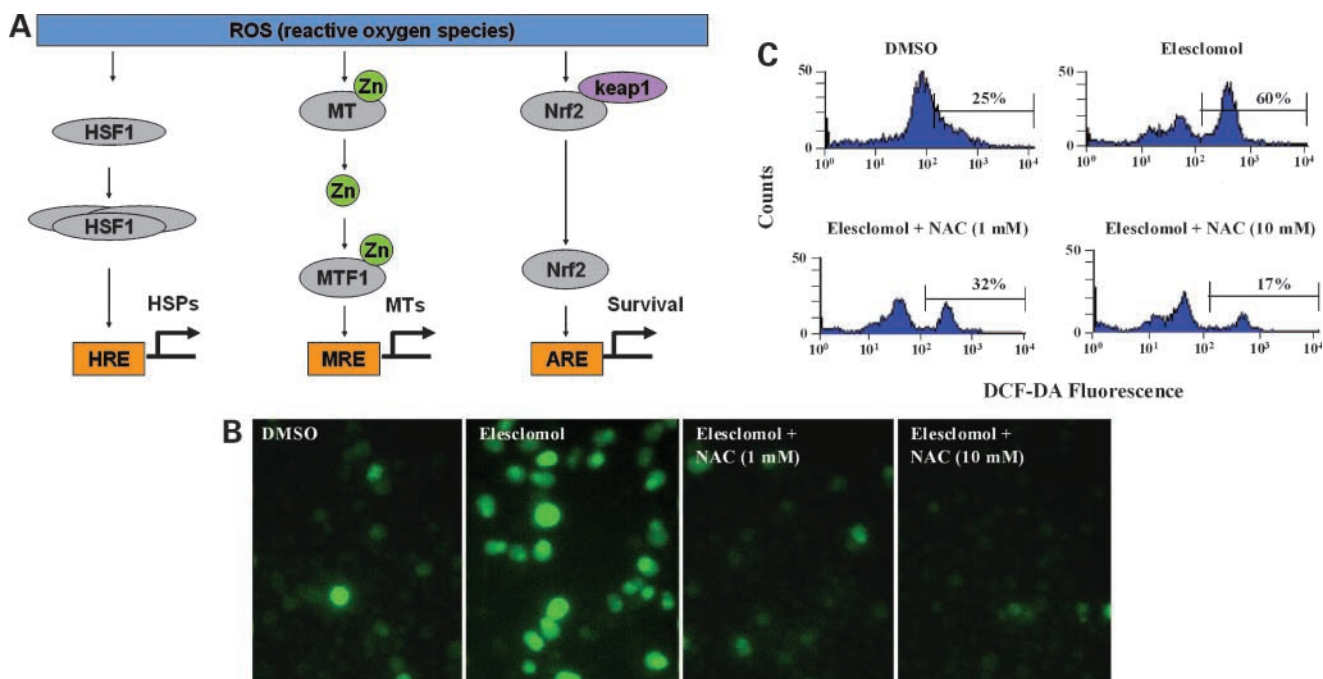 A
ROS (reactive oxygen species)
Zn
keap1
HSF1
MT
Nrf2
Zn
HSF1
Zn
MTF1
Nrf2
HSPs
MTs
Survival
HRE
MRE
ARE
C
DMSO
Elesclomol
50
25%
0
10⁰ 10¹ 10² 10³ 10⁴
50
60%
0
10⁰ 10¹ 10² 10³ 10⁴
Counts
Elesclomol + NAC (1 mM)
Elesclomol + NAC (10 mM)
50
32%
0
10⁰ 10¹ 10² 10³ 10⁴
50
17%
0
10⁰ 10¹ 10² 10³ 10⁴
DCF-DA Fluorescence
B
DMSO
Elesclomol
Elesclomol +
NAC (1 mM)
Elesclomol +
NAC (10 mM)